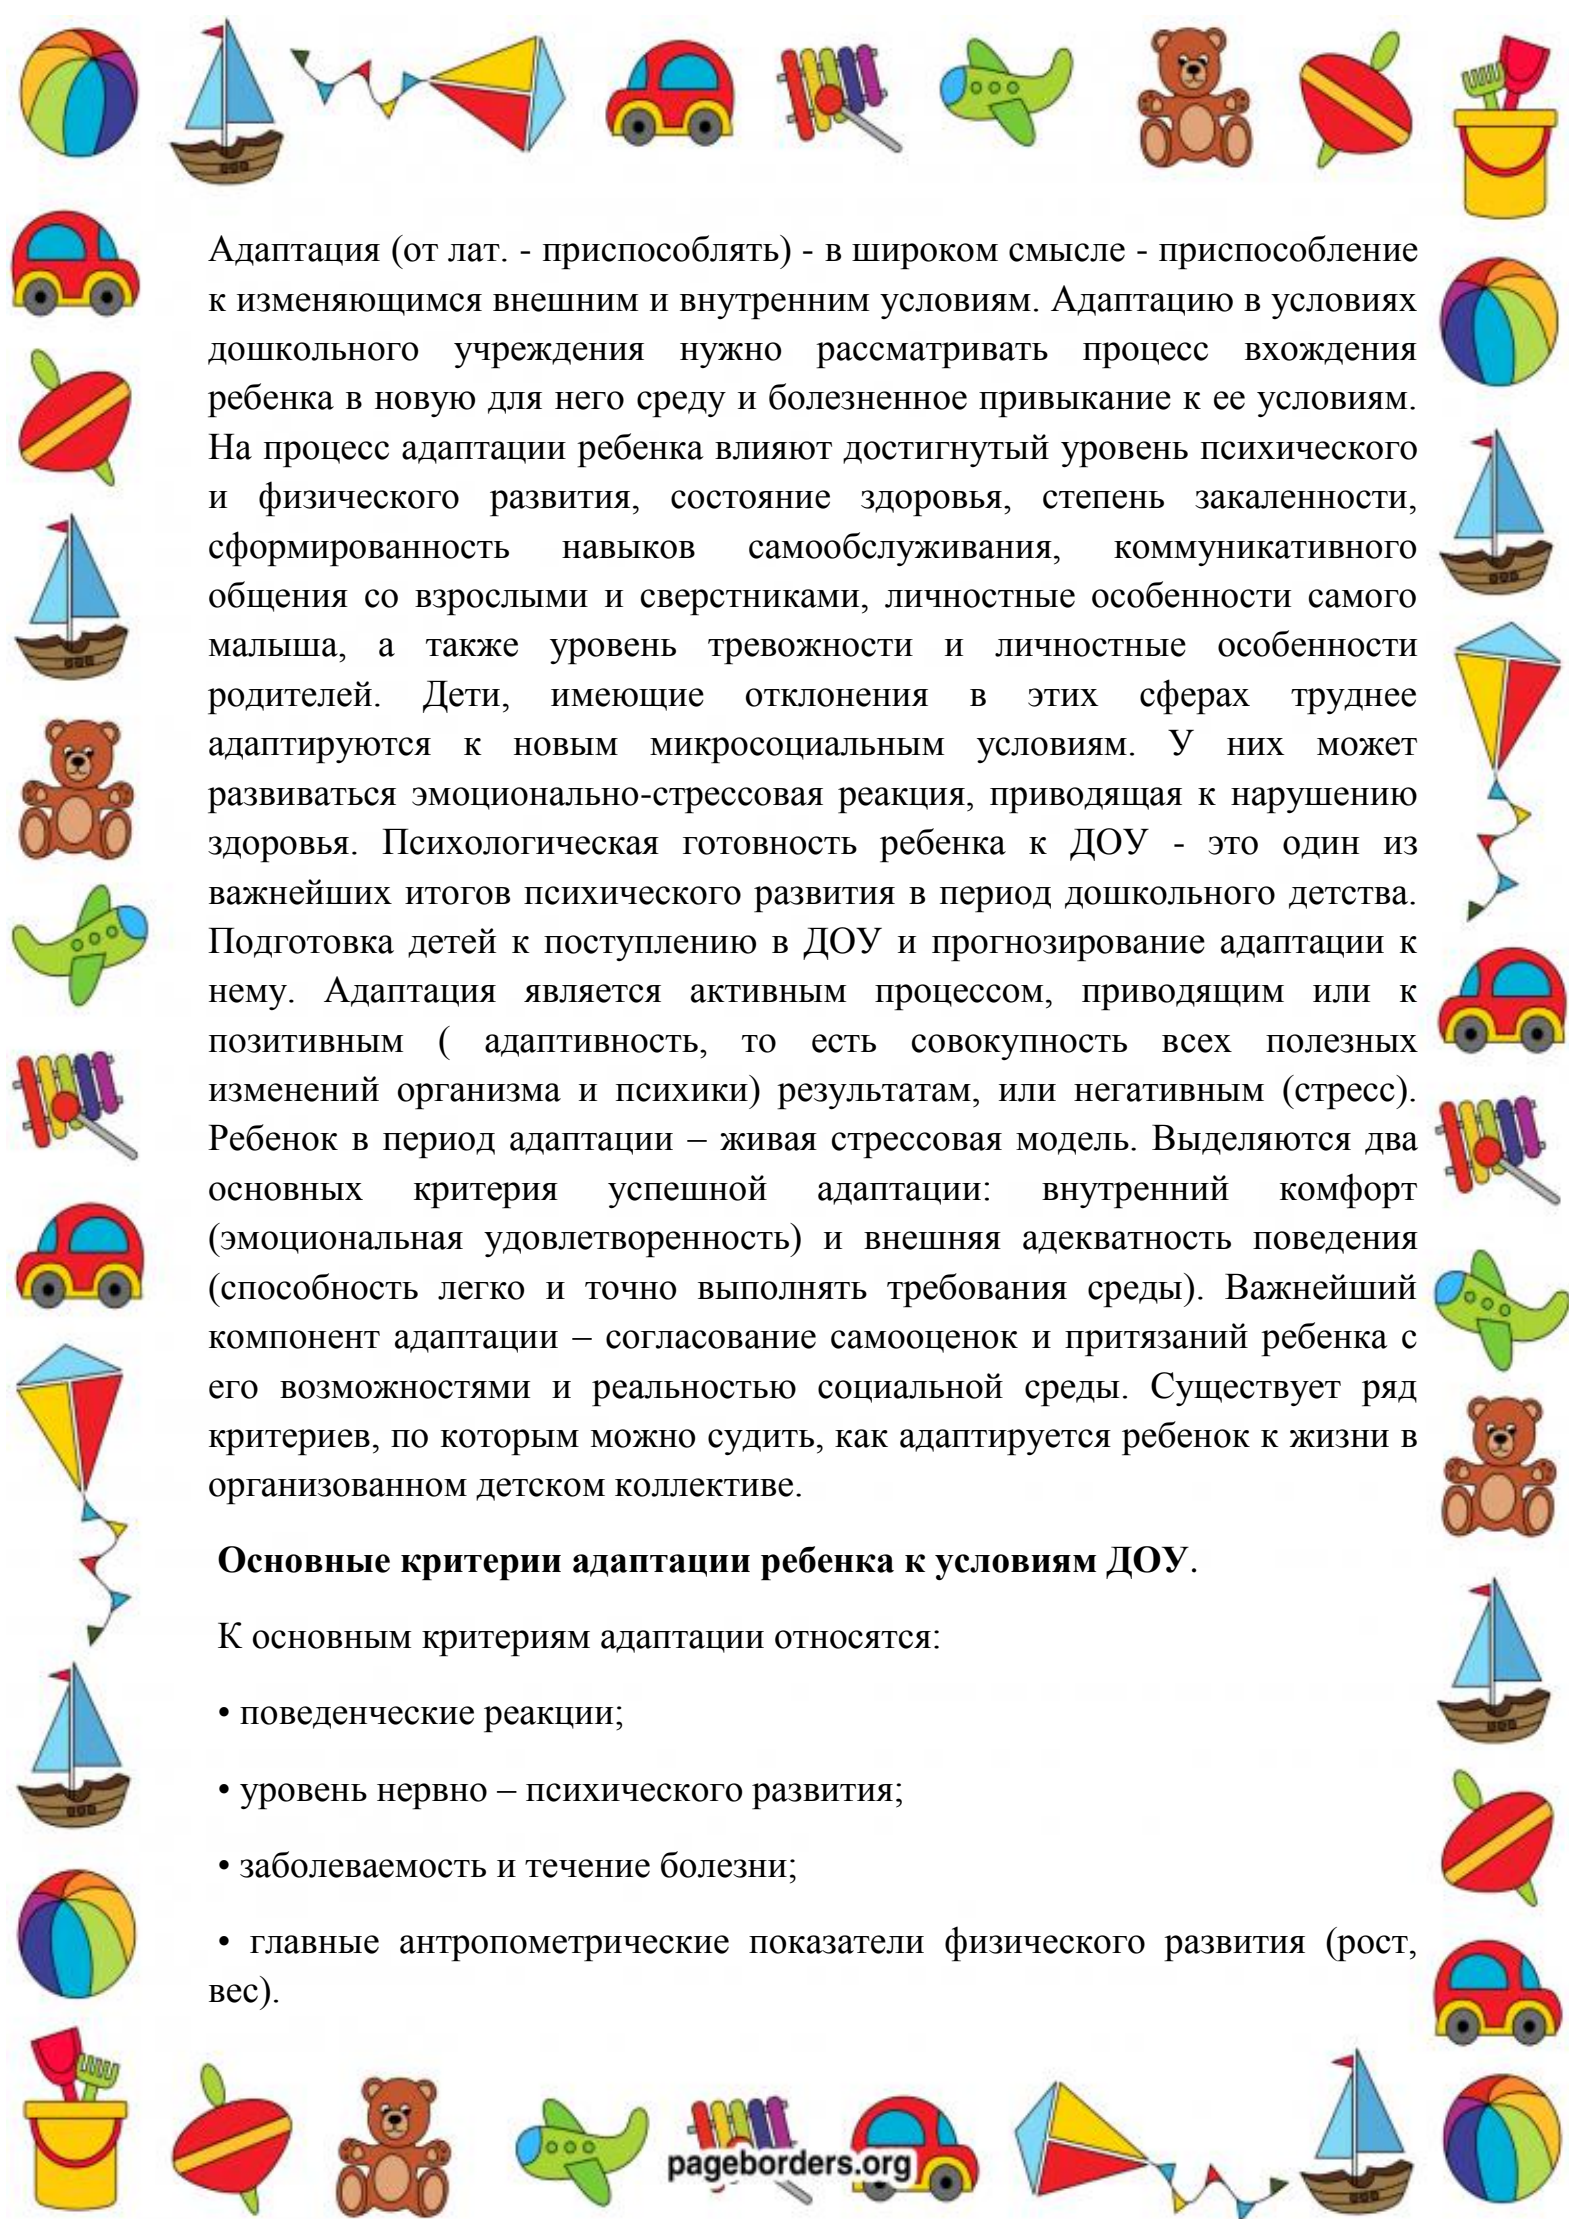 Адаптация (от лат. - приспособлять) - в широком смысле - приспособление
к изменяющимся внешним и внутренним условиям. Адаптацию в условиях
дошкольного учреждения нужно рассматривать процесс вхождения
ребенка в новую для него среду и болезненное привыкание к ее условиям.
На процесс адаптации ребенка влияют достигнутый уровень психического
и физического развития, состояние здоровья, степень закаленности,
сформированность навыков самообслуживания, коммуникативного
общения со взрослыми и сверстниками, личностные особенности самого
малыша, а также уровень тревожности и личностные особенности
родителей. Дети, имеющие отклонения в этих сферах труднее
адаптируются к новым микросоциальным условиям. У них может
развиваться эмоционально-стрессовая реакция, приводящая к нарушению
здоровья. Психологическая готовность ребенка к ДОУ - это один из
важнейших итогов психического развития в период дошкольного детства.
Подготовка детей к поступлению в ДОУ и прогнозирование адаптации к
нему. Адаптация является активным процессом, приводящим или к
позитивным ( адаптивность, то есть совокупность всех полезных
изменений организма и психики) результатам, или негативным (стресс).
Ребенок в период адаптации – живая стрессовая модель. Выделяются два
основных критерия успешной адаптации: внутренний комфорт
(эмоциональная удовлетворенность) и внешняя адекватность поведения
(способность легко и точно выполнять требования среды). Важнейший
компонент адаптации – согласование самооценок и притязаний ребенка с
его возможностями и реальностью социальной среды. Существует ряд
критериев, по которым можно судить, как адаптируется ребенок к жизни в
организованном детском коллективе.
Основные критерии адаптации ребенка к условиям ДОУ.
К основным критериям адаптации относятся:
• поведенческие реакции;
• уровень нервно – психического развития;
• заболеваемость и течение болезни;
• главные антропометрические показатели физического развития (рост,
вес).
pageborders.org